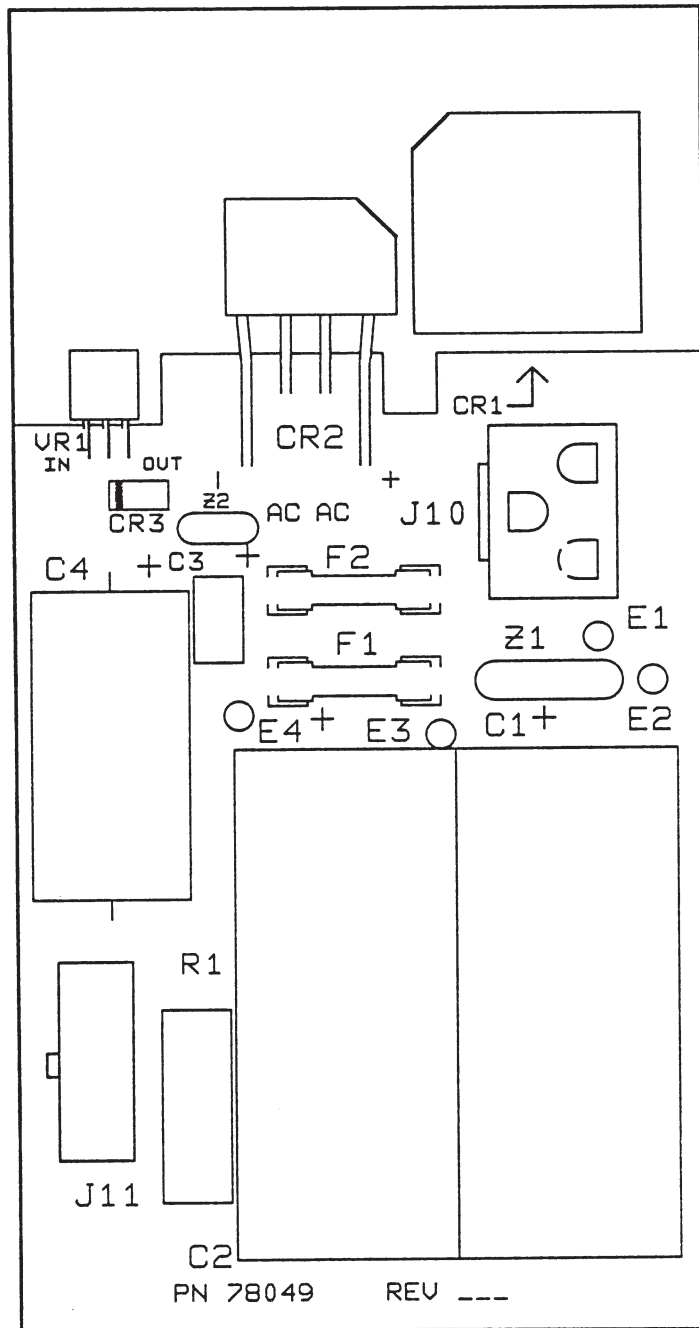 CR1
VR1
CR2
IN OUT
- Z2
+
CR3
AC AC
J10
C4 + C3 +
F2
E1
F1
Z1
E4 + E3
C1 +
E2
R1
J11
C2
PN 78049 REV ___